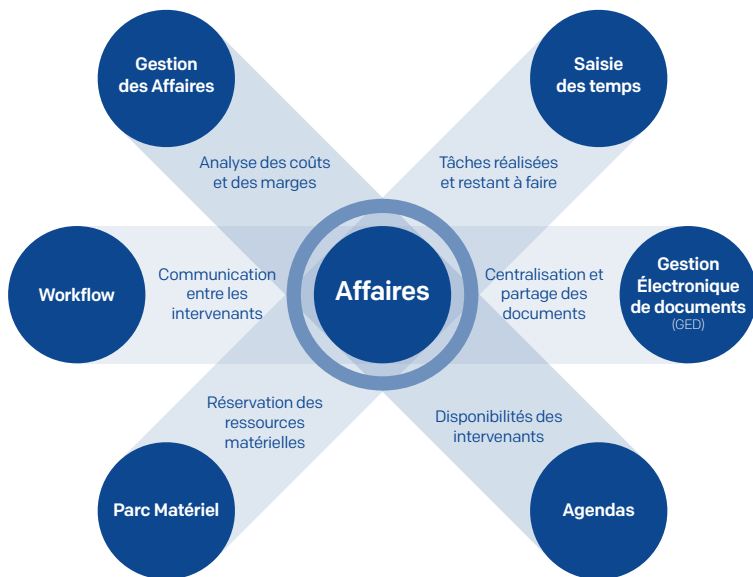 Gestion
des Affaires
Saisie
des temps
Analyse des coûts
et des marges
Tâches réalisées
et restant à faire
Workflow
Communication
entre les
intervenants
Affaires
Centralisation et
partage des
documents
Gestion
Électronique
de documents
(GED)
Réservation des
ressources
matérielles
Disponibilités des
intervenants
Parc Matériel
Agendas